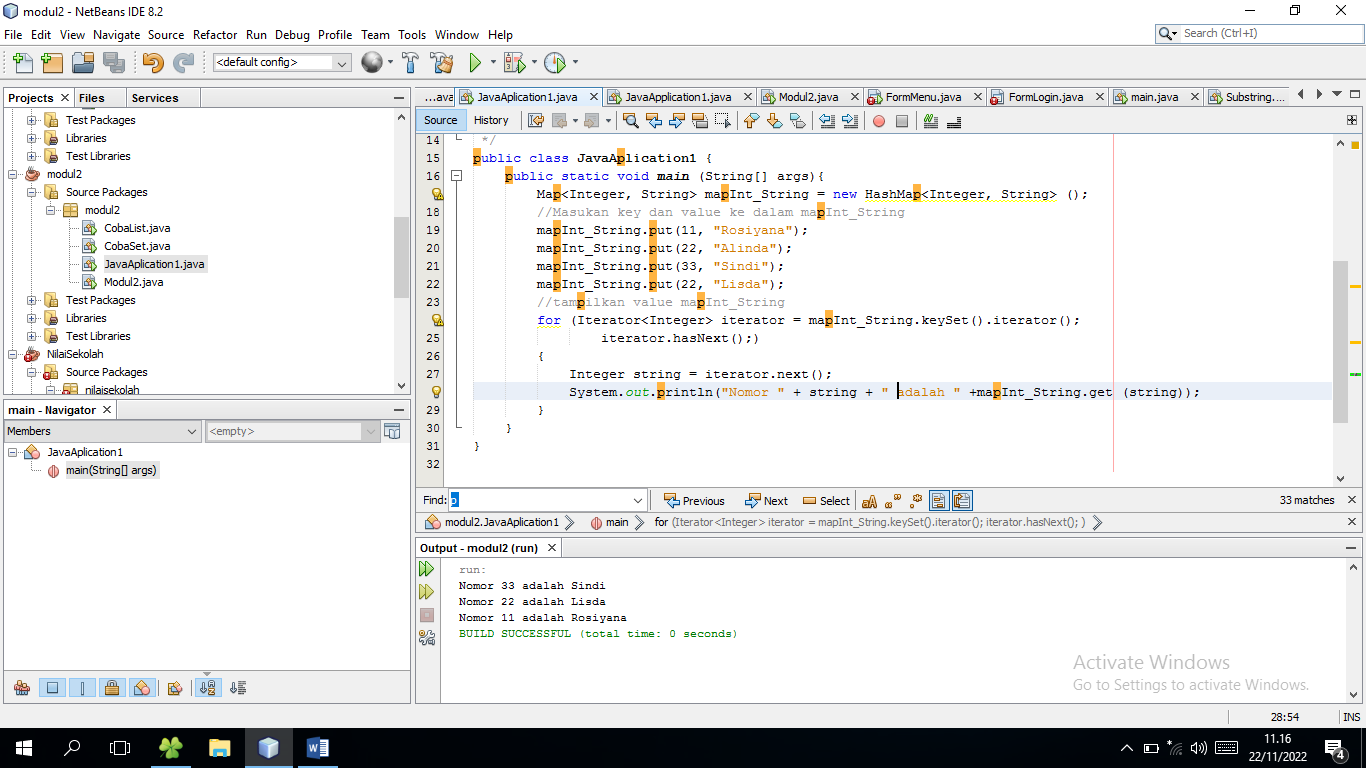 modul2 - NetBeans IDE 8.2
File Edit View Navigate Source Refactor Run Debug Profile Team Tools Window Help
Search (Ctrl+I)
<default config>
Projects Files Services
Test Packages
Libraries
Test Libraries
modul2
Source Packages
modul2
CobaList.java
CobaSet.java
JavaAplication1.java
Modul2.java
Test Packages
Libraries
Test Libraries
NilaiSekolah
Source Packages
nilaisekolah
main - Navigator
Members <empty>
JavaAplication1
main(String[] args)
...ava JavaAplication1.java JavaApplication1.java Modul2.java FormMenu.java FormLogin.java main.java Substring....
Source History
14 */
15 public class JavaAplication1 {
16 public static void main (String[] args){
Map<Integer, String> mapInt_String = new HashMap<Integer, String> ();
18 //Masukan key dan value ke dalam mapInt_String
19 mapInt_String.put(11, "Rosiyana");
20 mapInt_String.put(22, "Alinda");
21 mapInt_String.put(33, "Sindi");
22 mapInt_String.put(22, "Lisda");
23 //tampilkan value mapInt_String
for (Iterator<Integer> iterator = mapInt_String.keySet().iterator();
25 iterator.hasNext();)
26 {
27 Integer string = iterator.next();
System.out.println("Nomor " + string + " adalah " +mapInt_String.get (string));
29 }
30 }
31 }
32
Find: p Previous Next Select 33 matches
modul2.JavaAplication1 main for (Iterator<Integer> iterator = mapInt_String.keySet().iterator(); iterator.hasNext(); )
Output - modul2 (run)
run:
Nomor 33 adalah Sindi
Nomor 22 adalah Lisda
Nomor 11 adalah Rosiyana
BUILD SUCCESSFUL (total time: 0 seconds)
Activate Windows
Go to Settings to activate Windows.
28:54 INS
11.16
22/11/2022
4